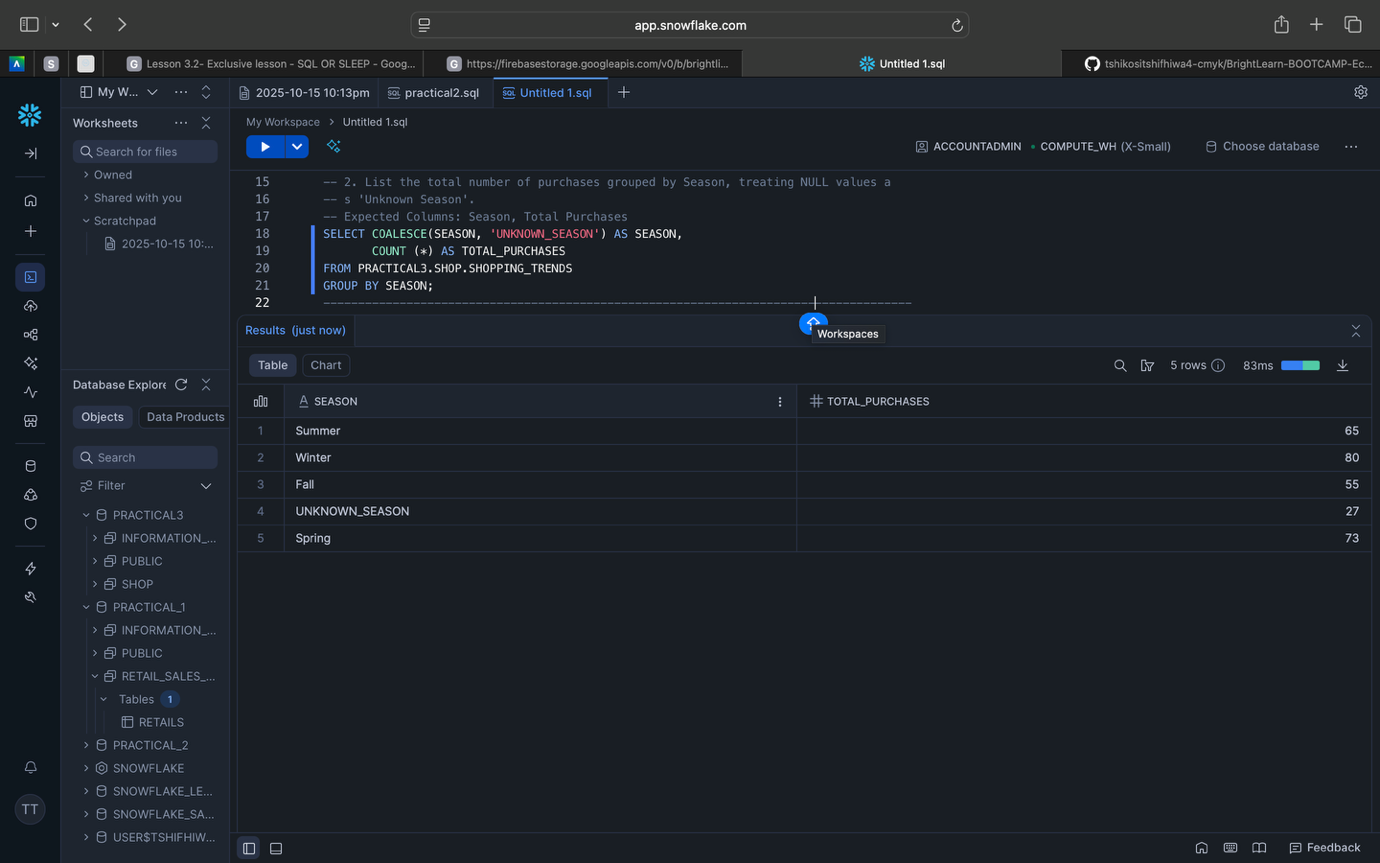 app.snowflake.com
S
G Lesson 3.2- Exclusive lesson - SQL OR SLEEP - Goog...
G https://firebasestorage.googleapis.com/v0/b/brightli...
Untitled 1.sql
tshikositshifhiwa4-cmyk/BrightLearn-BOOTCAMP-Ec...
My W...
2025-10-15 10:13pm
SQL practical2.sql
SQL Untitled 1.sql
Worksheets
Search for files
Owned
Shared with you
Scratchpad
2025-10-15 10:...
My Workspace > Untitled 1.sql
ACCOUNTADMIN • COMPUTE_WH (X-Small)
Choose database
15 -- 2. List the total number of purchases grouped by Season, treating NULL values a
16 -- s 'Unknown Season'.
17 -- Expected Columns: Season, Total Purchases
18 SELECT COALESCE(SEASON, 'UNKNOWN_SEASON') AS SEASON,
19 COUNT (*) AS TOTAL_PURCHASES
20 FROM PRACTICAL3.SHOP.SHOPPING_TRENDS
21 GROUP BY SEASON;
22 -------------------------------------------------------------------------------------
Results (just now)
Workspaces
Table
Chart
5 rows
83ms
SEASON TOTAL_PURCHASES
1 Summer 65
2 Winter 80
3 Fall 55
4 UNKNOWN_SEASON 27
5 Spring 73
Database Explore
Objects
Data Products
Search
Filter
PRACTICAL3
INFORMATION_...
PUBLIC
SHOP
PRACTICAL_1
INFORMATION_...
PUBLIC
RETAIL_SALES_...
Tables 1
RETAILS
PRACTICAL_2
SNOWFLAKE
SNOWFLAKE_LE...
SNOWFLAKE_SA...
USER$TSHIFHIW...
TT
Feedback